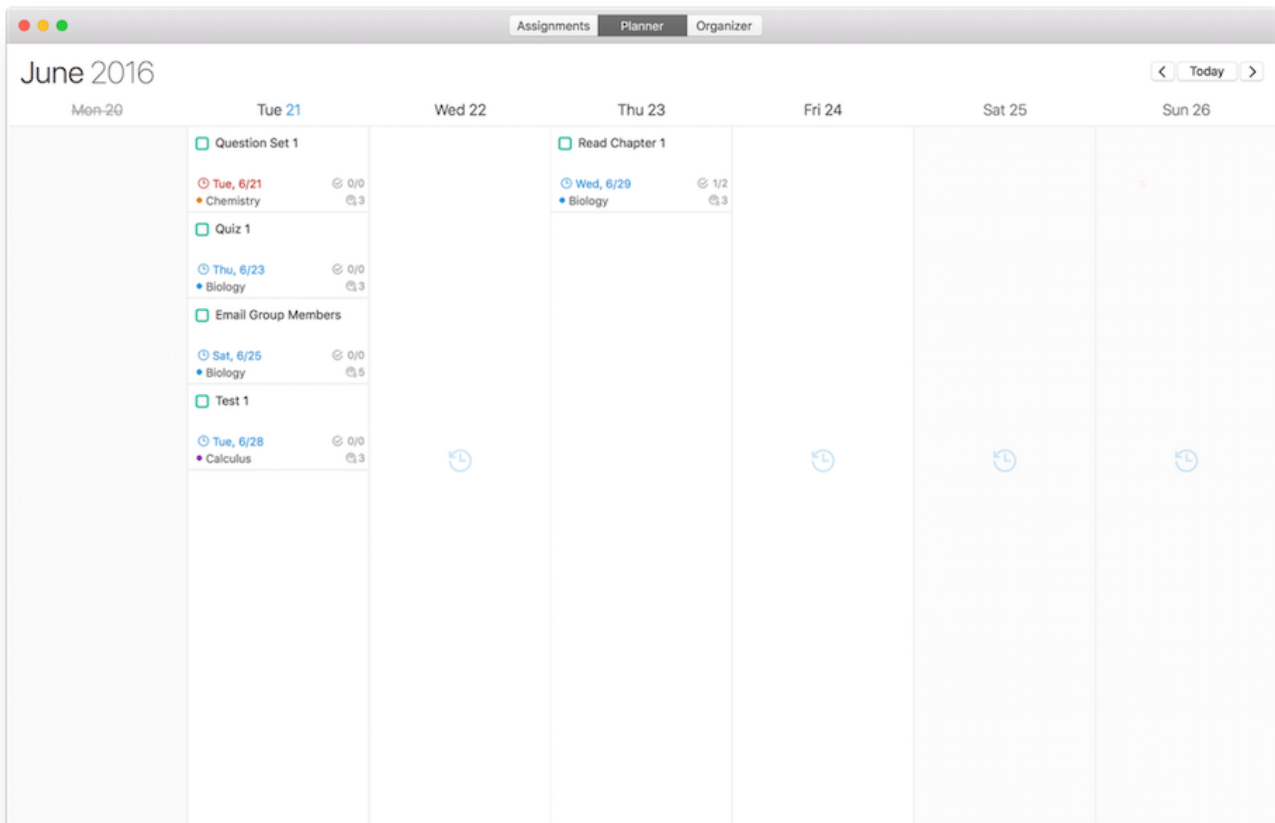 Assignments Planner Organizer
June 2016
Today
Mon 20 Tue 21 Wed 22 Thu 23 Fri 24 Sat 25 Sun 26
Question Set 1
Tue, 6/21 0/0
Chemistry 3
Quiz 1
Thu, 6/23 0/0
Biology 3
Email Group Members
Sat, 6/25 0/0
Biology 5
Test 1
Tue, 6/28 0/0
Calculus 3
Read Chapter 1
Wed, 6/29 1/2
Biology 3